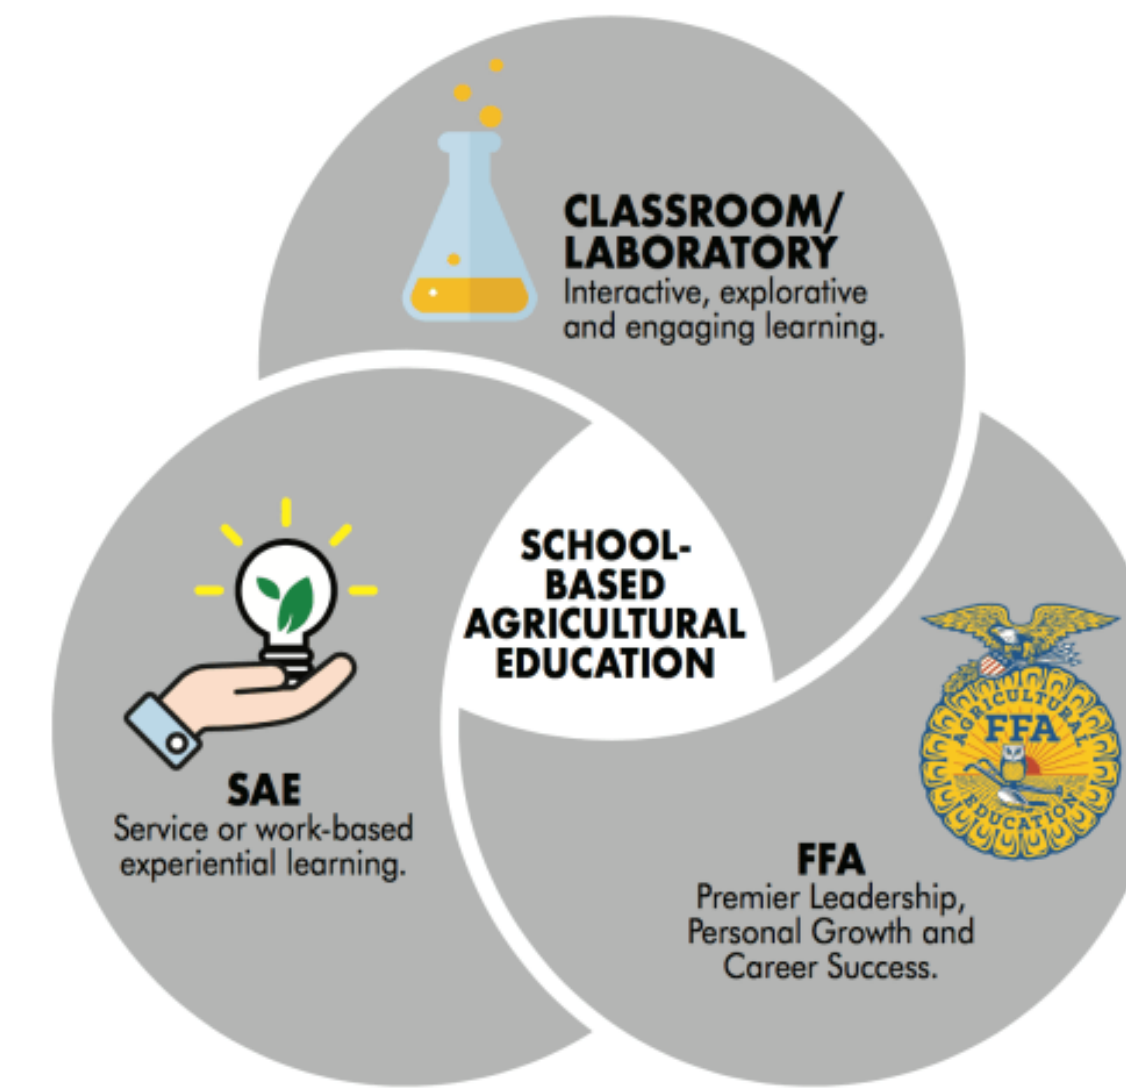 CLASSROOM/
LABORATORY
Interactive, explorative
and engaging learning.
SCHOOL-
BASED
AGRICULTURAL
EDUCATION
SAE
Service or work-based
experiential learning.
AGRICULTURAL
FFA
EDUCATION
FFA
Premier Leadership,
Personal Growth and
Career Success.